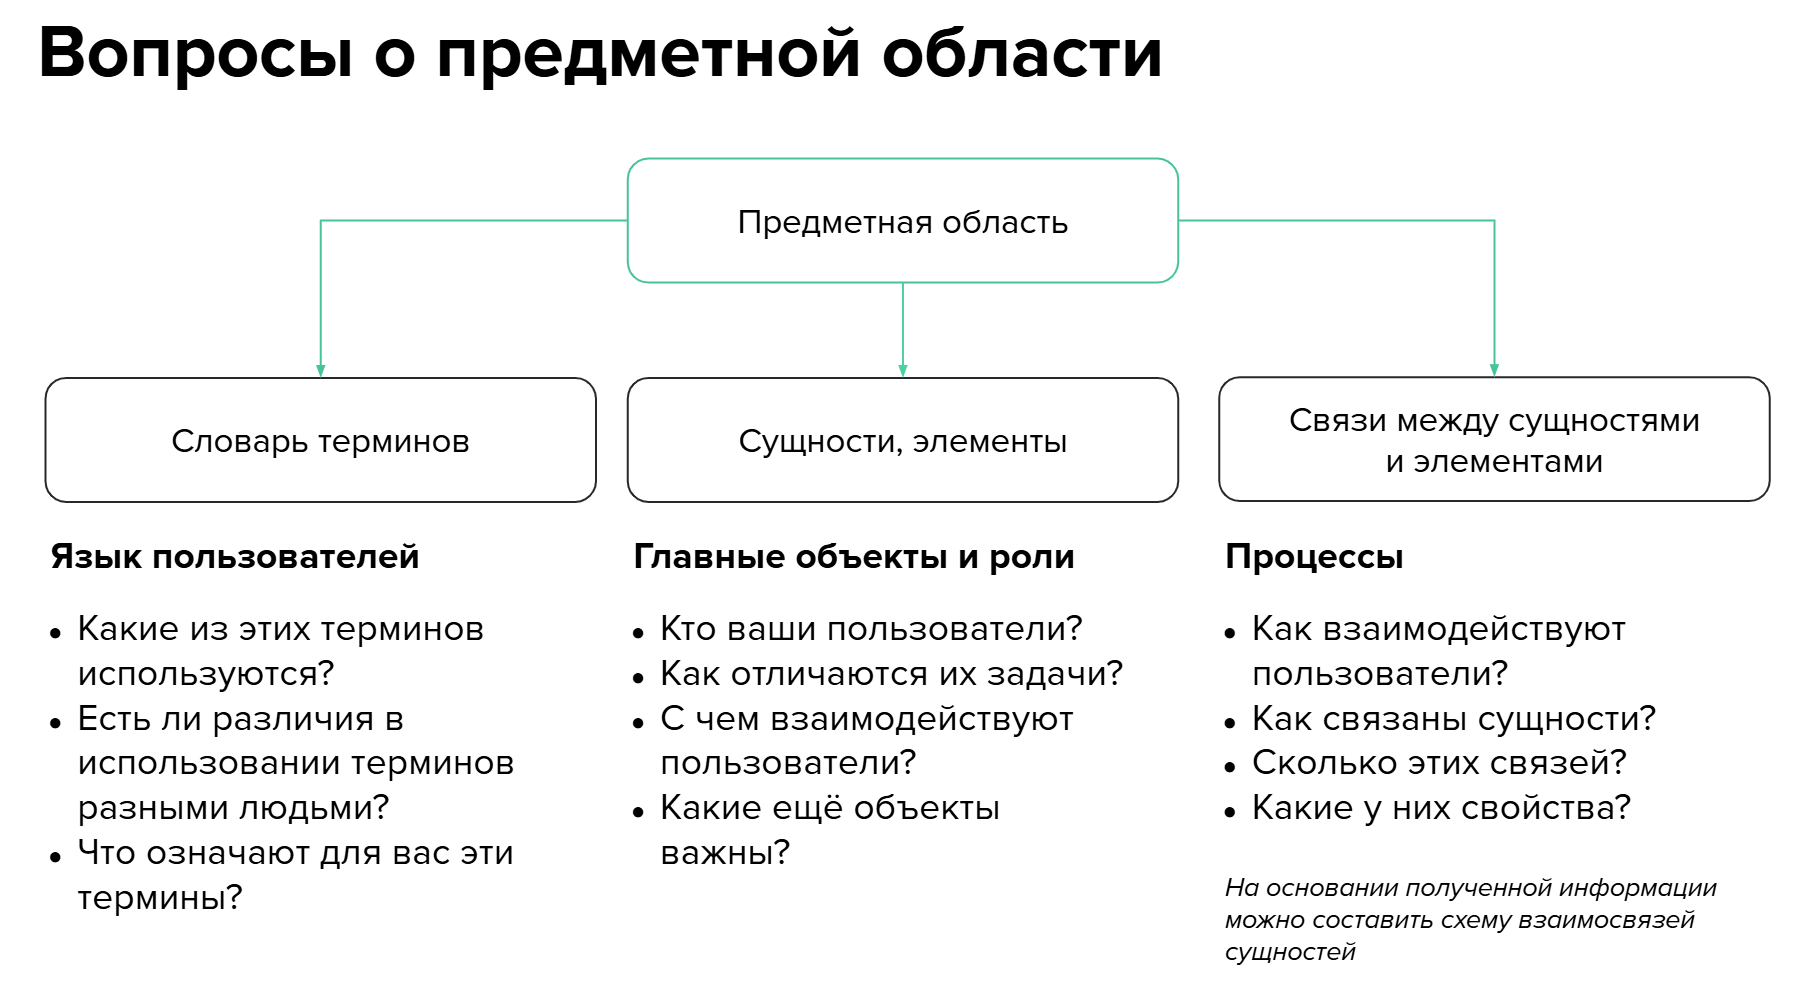 Вопросы о предметной области
Предметная область
Словарь терминов
Сущности, элементы
Связи между сущностями
и элементами
Язык пользователей
• Какие из этих терминов
используются?
• Есть ли различия в
использовании терминов
разными людьми?
• Что означают для вас эти
термины?
Главные объекты и роли
• Кто ваши пользователи?
• Как отличаются их задачи?
• С чем взаимодействуют
пользователи?
• Какие ещё объекты
важны?
Процессы
• Как взаимодействуют
пользователи?
• Как связаны сущности?
• Сколько этих связей?
• Какие у них свойства?
На основании полученной информации
можно составить схему взаимосвязей
сущностей